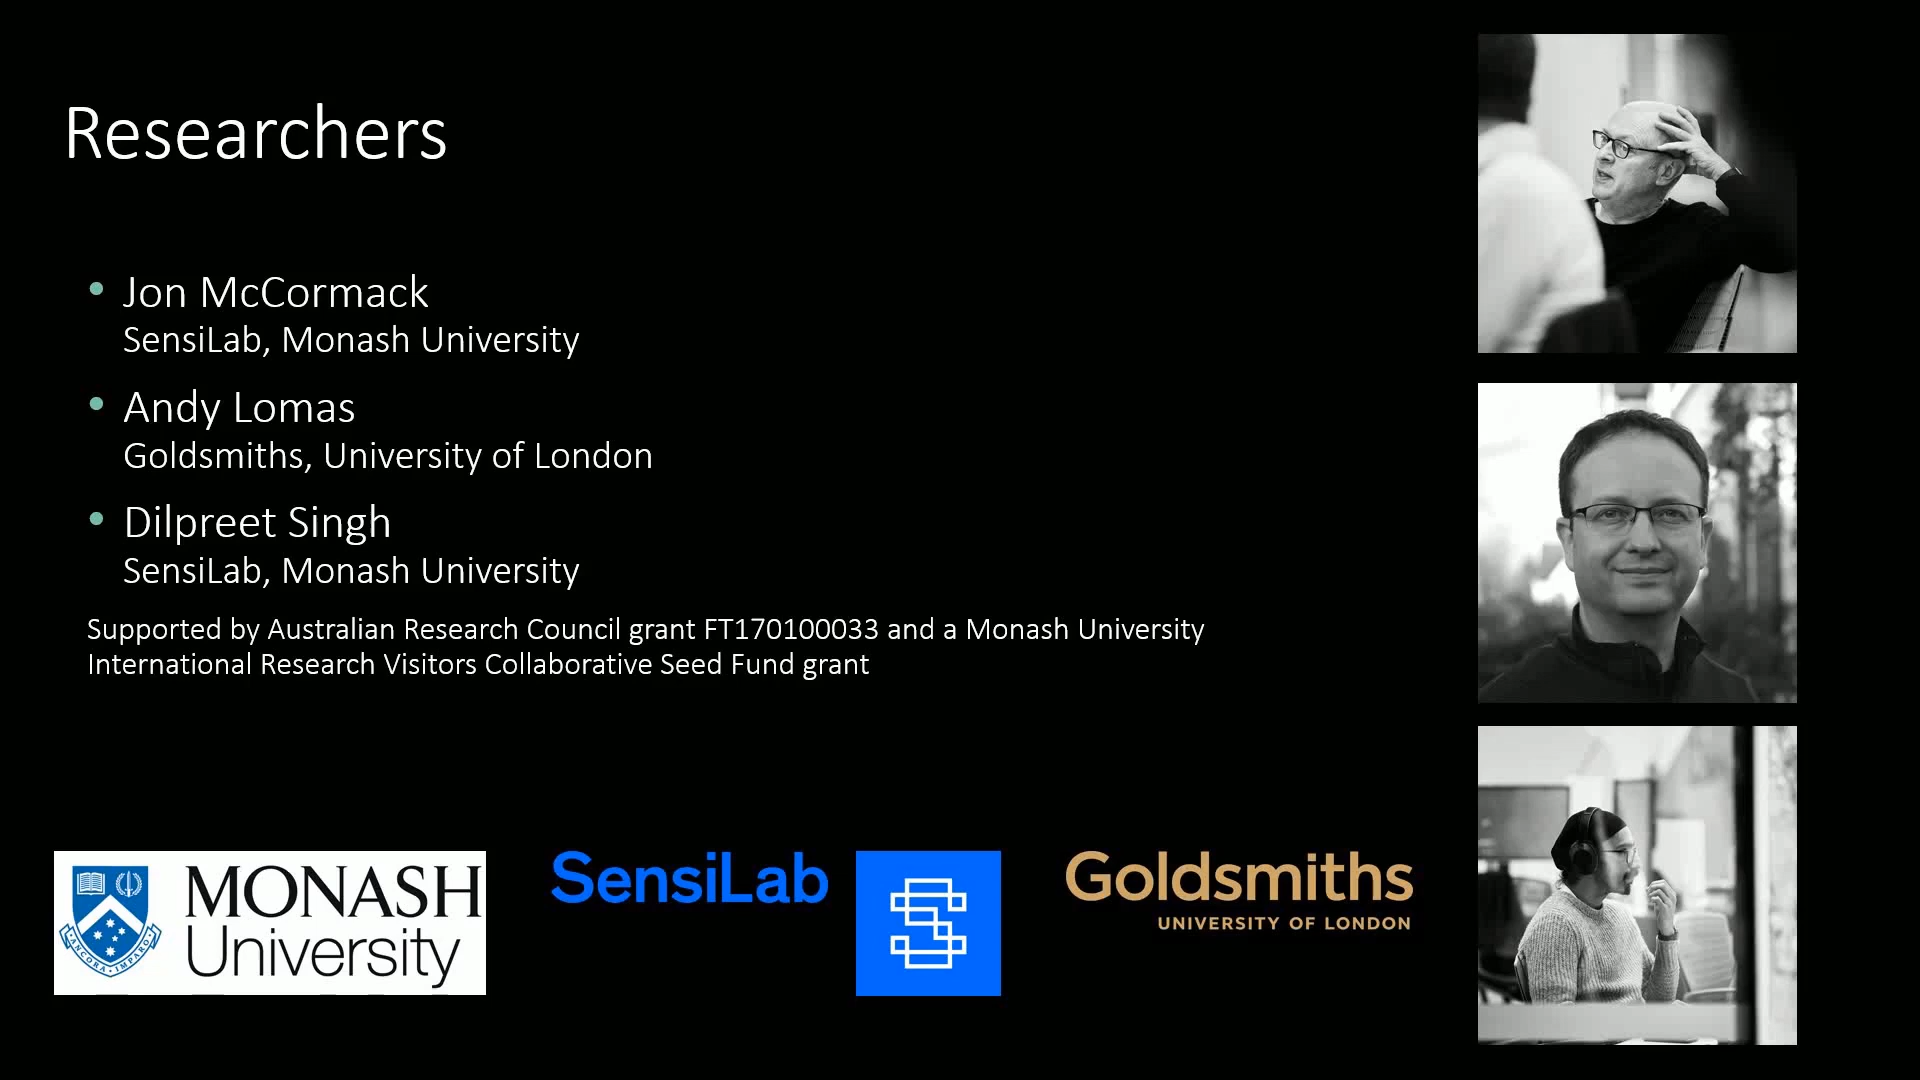 Researchers
• Jon McCormack
SensiLab, Monash University
• Andy Lomas
Goldsmiths, University of London
• Dilpreet Singh
SensiLab, Monash University
Supported by Australian Research Council grant FT170100033 and a Monash University
International Research Visitors Collaborative Seed Fund grant
MONASH
University
ANCORA IMPARO
SensiLab
Goldsmiths
UNIVERSITY OF LONDON